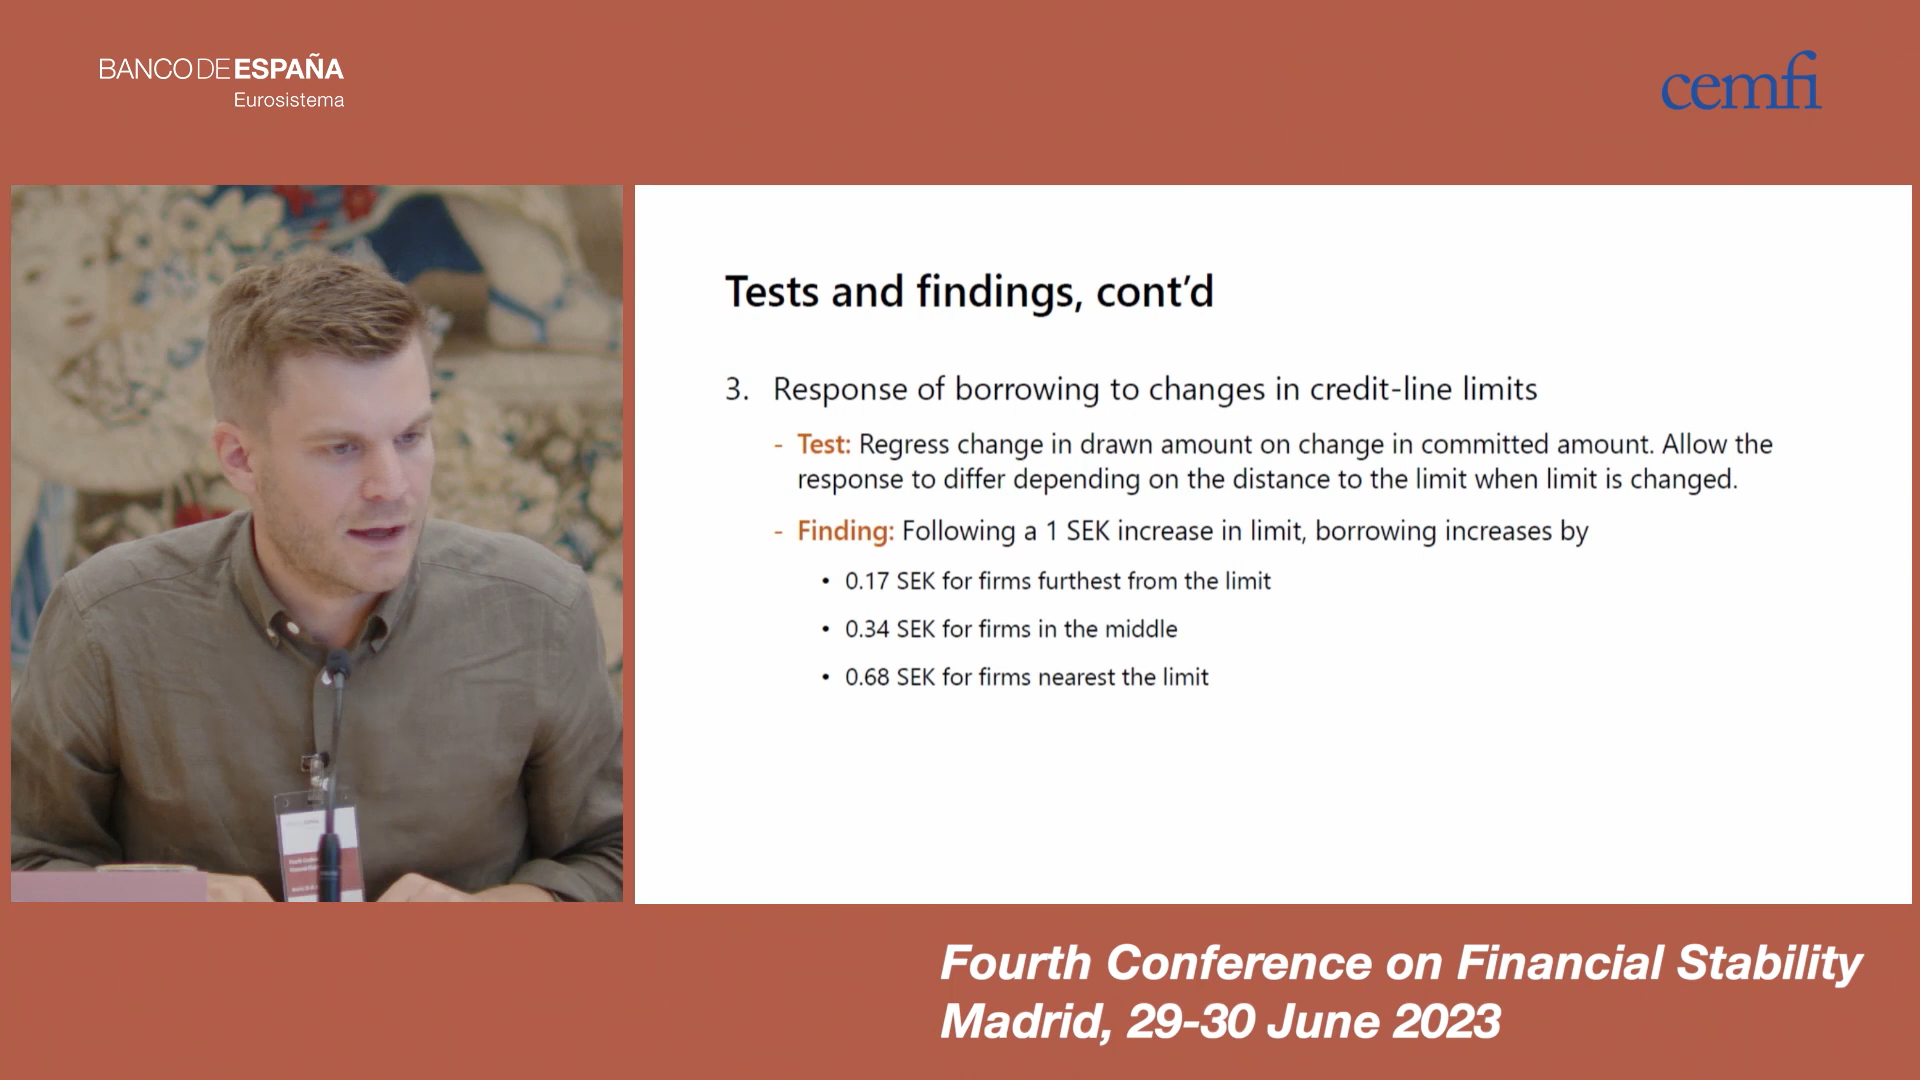 BANCO DE ESPAÑA
Eurosistema
cemfi
Tests and findings, cont’d
3. Response of borrowing to changes in credit-line limits
- Test: Regress change in drawn amount on change in committed amount. Allow the
response to differ depending on the distance to the limit when limit is changed.
- Finding: Following a 1 SEK increase in limit, borrowing increases by
• 0.17 SEK for firms furthest from the limit
• 0.34 SEK for firms in the middle
• 0.68 SEK for firms nearest the limit
Fourth Conference on Financial Stability
Madrid, 29-30 June 2023